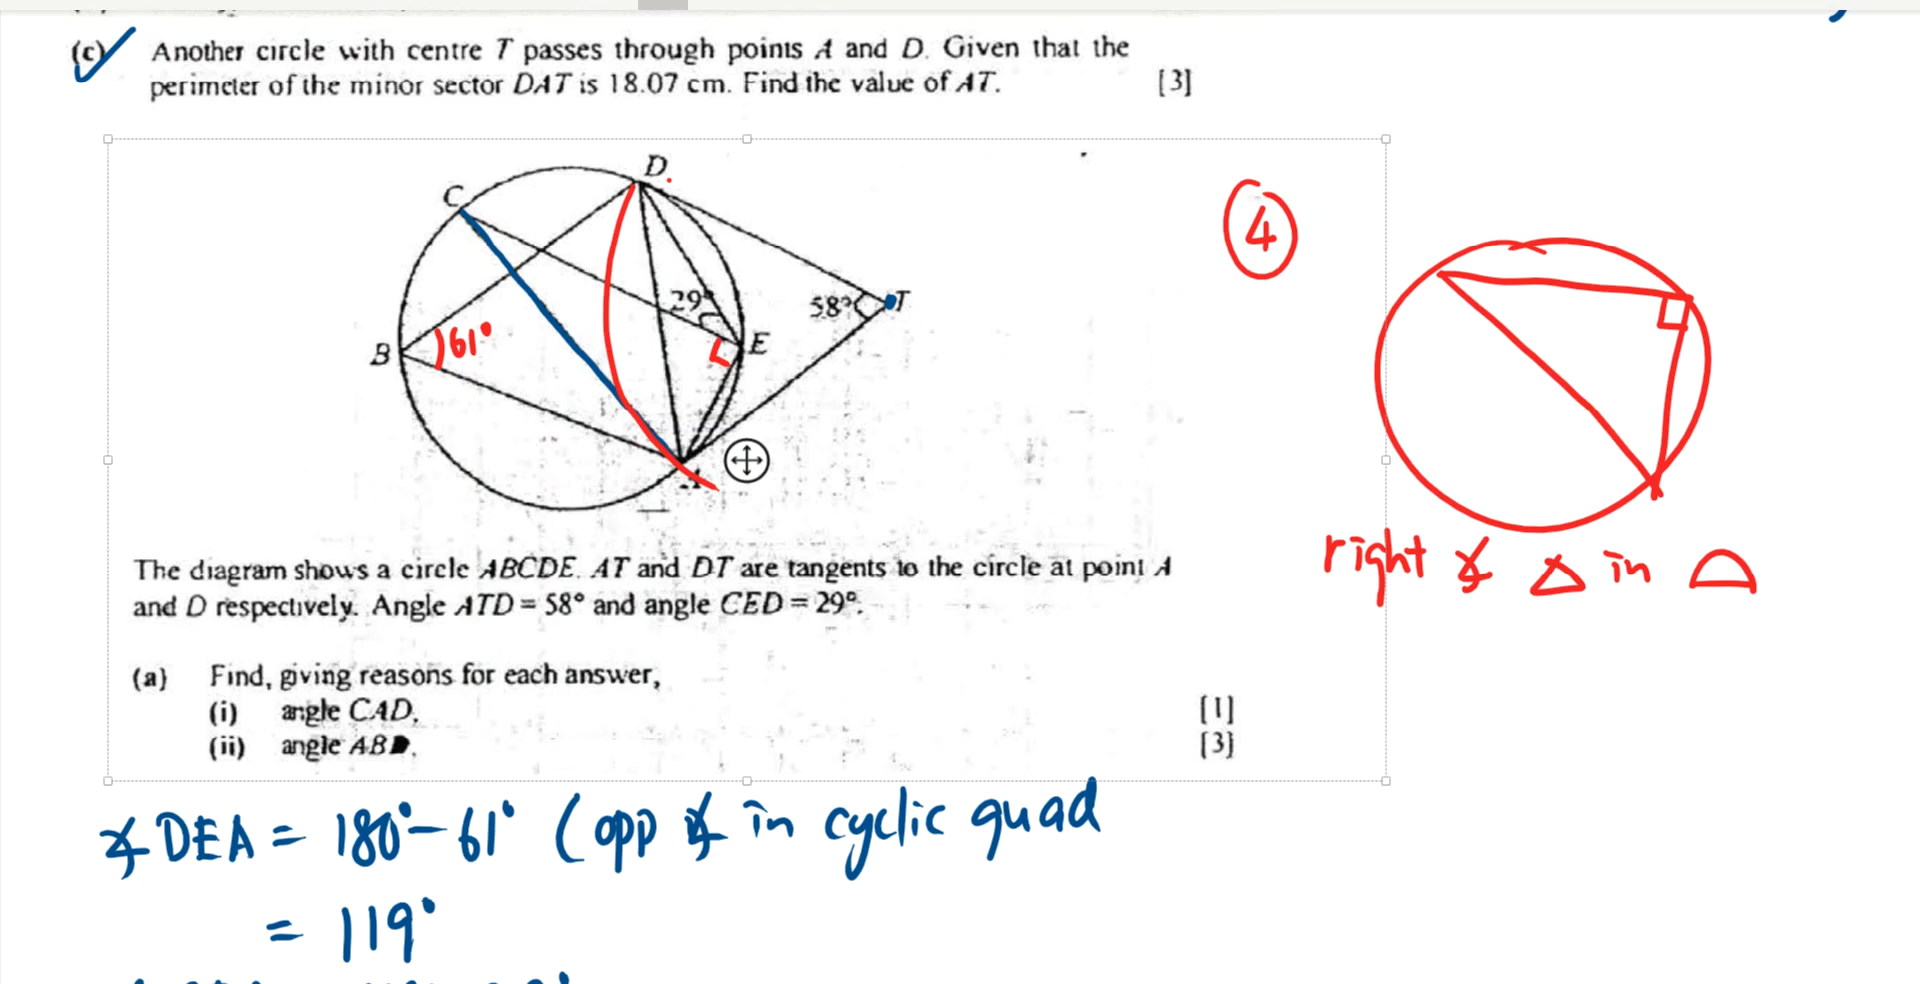 (c) Another circle with centre T passes through points A and D. Given that the
perimeter of the minor sector DAT is 18.07 cm. Find the value of AT. [3]
D
C
4
29°
58°
T
B
61°
E
A
right ∡ △ in ⌓
The diagram shows a circle ABCDE. AT and DT are tangents to the circle at point A
and D respectively. Angle ATD = 58° and angle CED = 29°.
(a) Find, giving reasons for each answer,
(i) angle CAD, [1]
(ii) angle ABD. [3]
∡DEA = 180° - 61° (opp ∡ in cyclic quad
= 119°